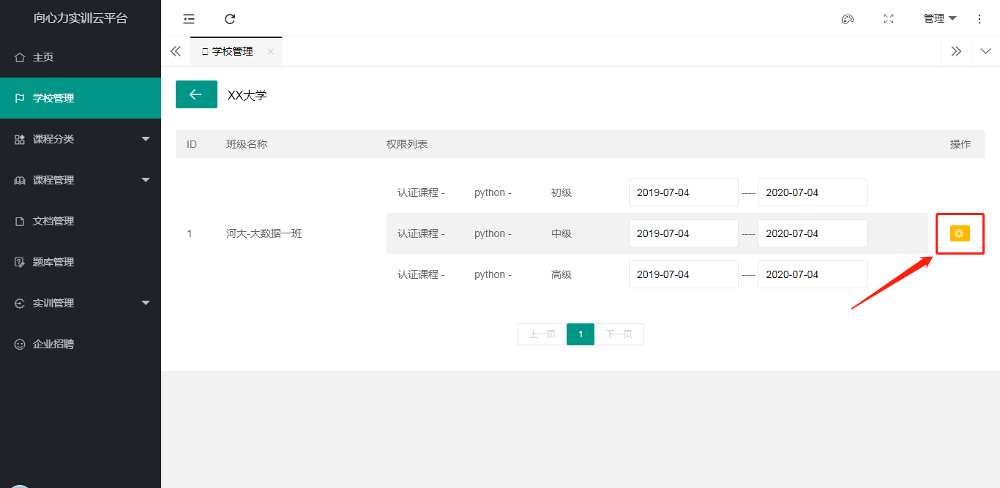 向心力实训云平台
管理
主页
学校管理
学校管理
课程分类
课程管理
文档管理
题库管理
实训管理
企业招聘
XX大学
ID 班级名称 权限列表 操作
认证课程 - python - 初级 2019-07-04 ---- 2020-07-04
1 河大-大数据一班 认证课程 - python - 中级 2019-07-04 ---- 2020-07-04
认证课程 - python - 高级 2019-07-04 ---- 2020-07-04
上一页 1 下一页